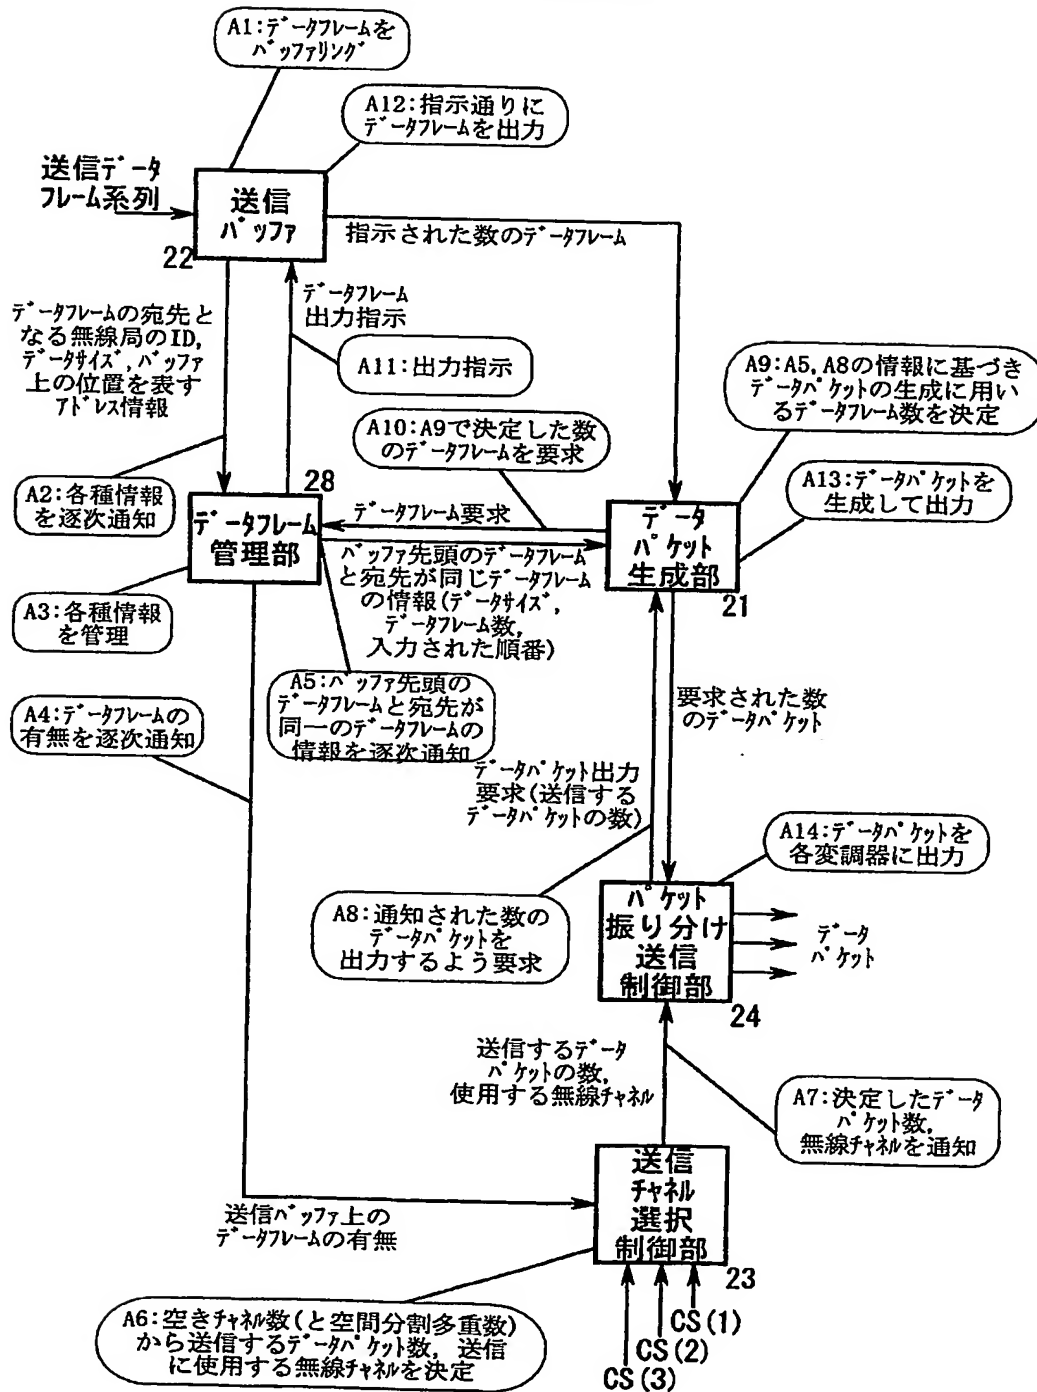 A1:データフレームを
バッファリング
A12:指示通りに
データフレームを出力
送信データ
フレーム系列
送信
バッファ
22
指示された数のデータフレーム
データフレームの宛先と
なる無線局のID,
データサイズ,バッファ
上の位置を表す
アドレス情報
データフレーム
出力指示
A11:出力指示
A9:A5,A8の情報に基づき
データパケットの生成に用い
るデータフレーム数を決定
A10:A9で決定した数
のデータフレームを要求
A2:各種情報
を逐次通知
A13:データパケットを
生成して出力
28
データフレーム
管理部
データフレーム要求
データ
パケット
生成部
21
バッファ先頭のデータフレーム
と宛先が同じデータフレーム
の情報(データサイズ,
データフレーム数,
入力された順番)
A3:各種情報
を管理
A4:データフレームの
有無を逐次通知
A5:バッファ先頭の
データフレームと宛先が
同一のデータフレームの
情報を逐次通知
要求された数
のデータパケット
データパケット出力
要求(送信する
データパケットの数)
A14:データパケットを
各変調器に出力
A8:通知された数の
データパケットを
出力するよう要求
パケット
振り分け
送信
制御部
24
データ
パケット
送信するデータ
パケットの数,
使用する無線チャネル
A7:決定したデータ
パケット数,
無線チャネルを通知
送信
チャネル
選択
制御部
23
送信バッファ上の
データフレームの有無
A6:空きチャネル数(と空間分割多重数)
から送信するデータパケット数,送信
に使用する無線チャネルを決定
CS(1)
CS(2)
CS(3)